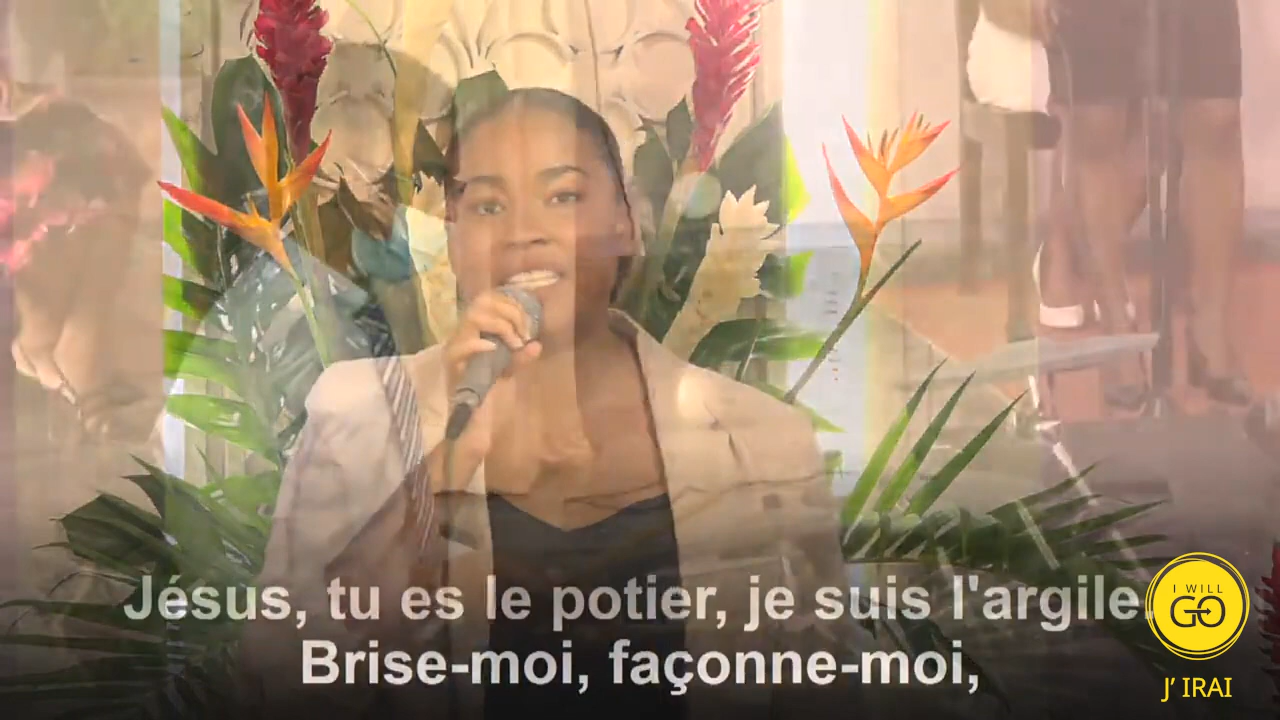 Jésus, tu es le potier, je suis l'argile.
Brise-moi, façonne-moi,
I WILL
GO
J' IRAI